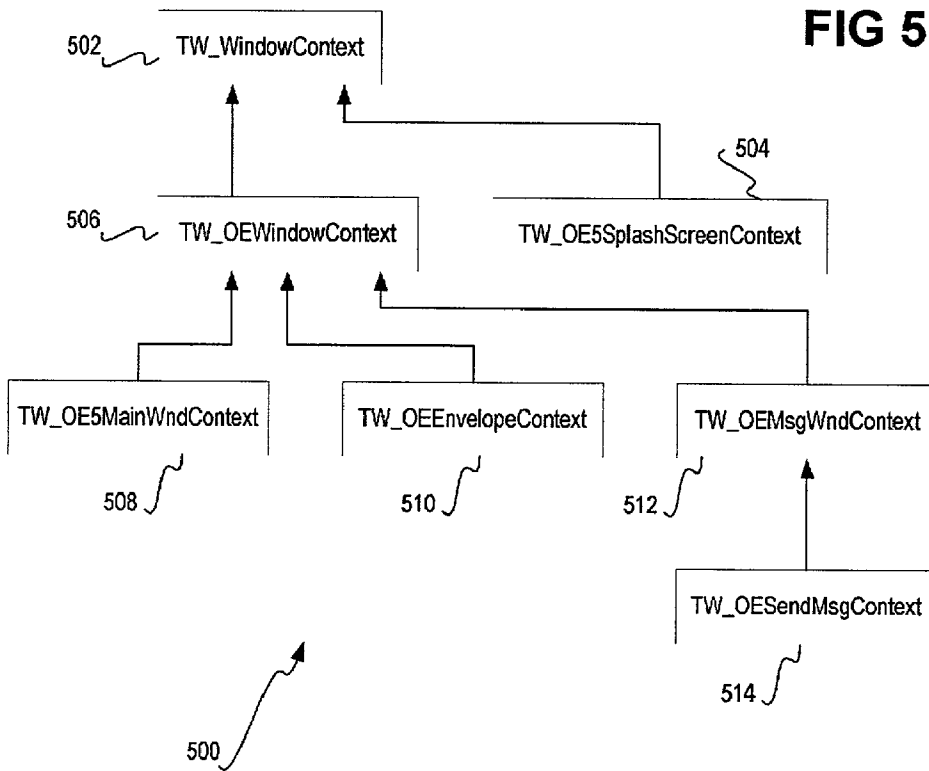 FIG 5
502
TW_WindowContext
504
506
TW_OEWindowContext
TW_OE5SplashScreenContext
TW_OE5MainWndContext
TW_OEEnvelopeContext
TW_OEMsgWndContext
508
510
512
TW_OESendMsgContext
514
500